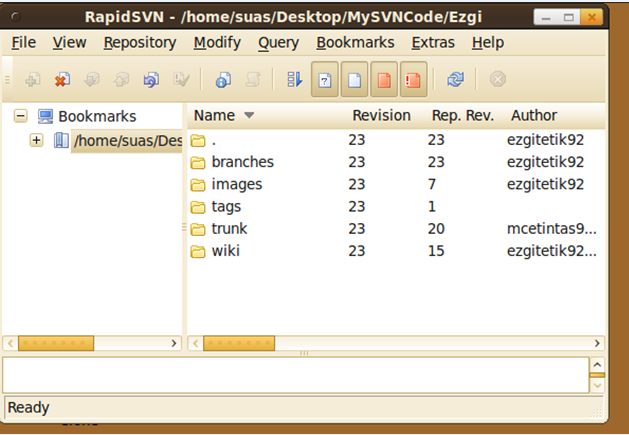 RapidSVN - /home/suas/Desktop/MySVNCode/Ezgi
File View Repository Modify Query Bookmarks Extras Help
Bookmarks
/home/suas/Des
Name Revision Rep. Rev. Author
. 23 23 ezgitetik92
branches 23 23 ezgitetik92
images 23 7 ezgitetik92
tags 23 1
trunk 23 20 mcetintas9...
wiki 23 15 ezgitetik92...
Ready